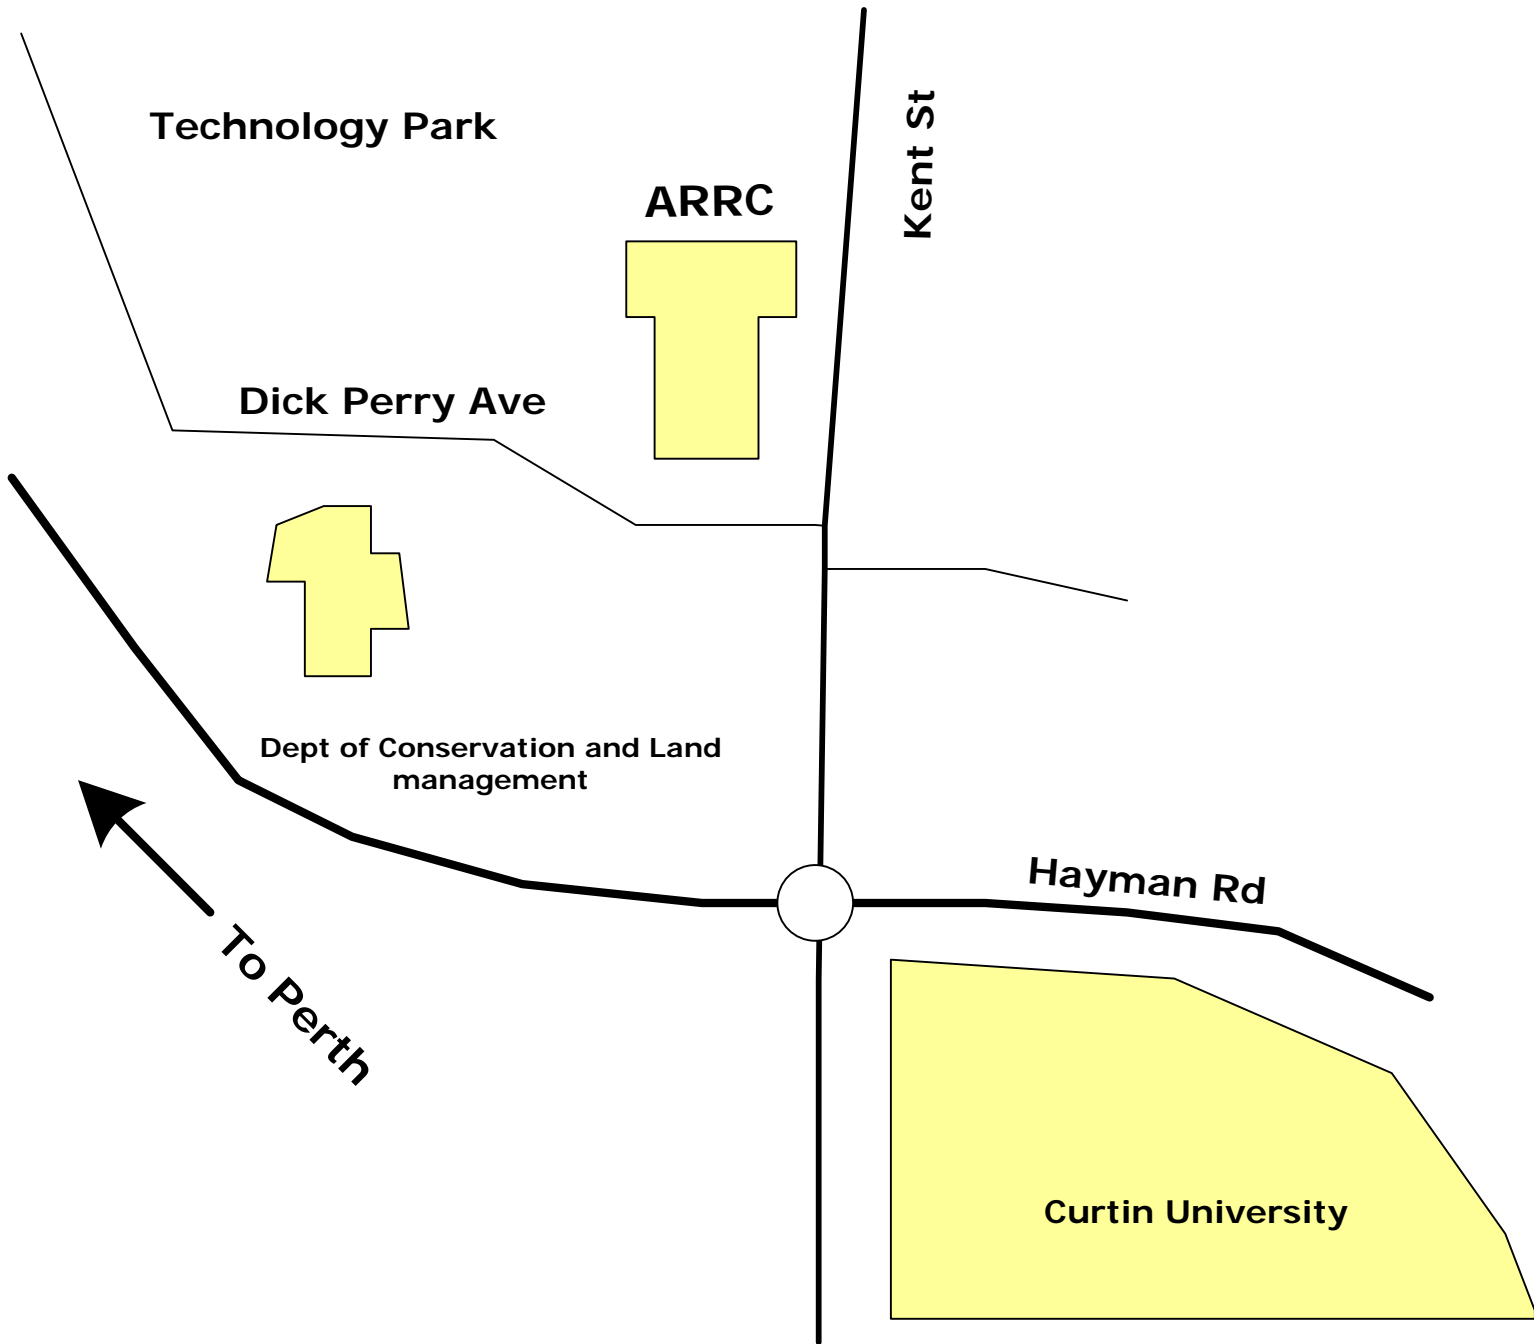 Technology Park
Kent St
ARRC
Dick Perry Ave
Dept of Conservation and Land
management
Hayman Rd
To Perth
Curtin University